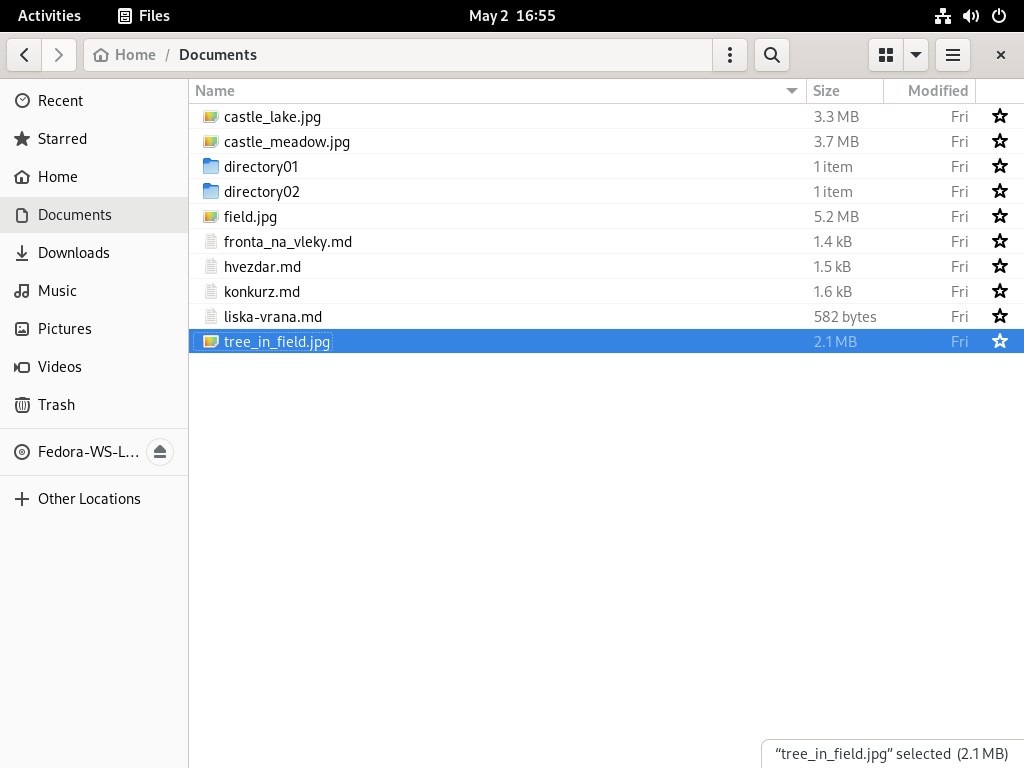 Activities Files May 2 16:55
Home / Documents
Name Size Modified
Recent
Starred
Home
Documents
Downloads
Music
Pictures
Videos
Trash
Fedora-WS-L...
Other Locations
castle_lake.jpg 3.3 MB Fri
castle_meadow.jpg 3.7 MB Fri
directory01 1 item Fri
directory02 1 item Fri
field.jpg 5.2 MB Fri
fronta_na_vleky.md 1.4 kB Fri
hvezdar.md 1.5 kB Fri
konkurz.md 1.6 kB Fri
liska-vrana.md 582 bytes Fri
tree_in_field.jpg 2.1 MB Fri
“tree_in_field.jpg” selected (2.1 MB)